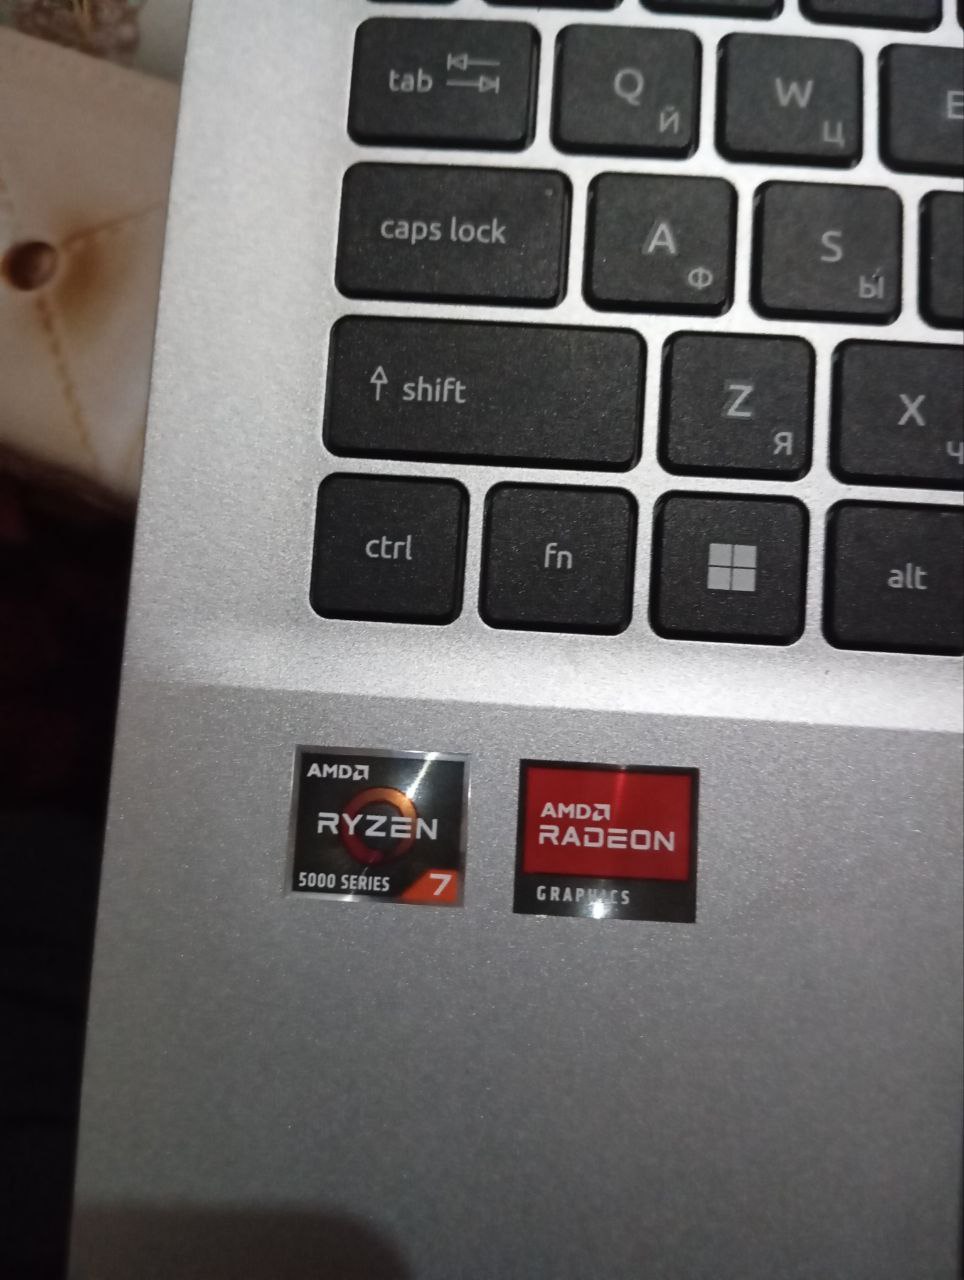 tab
Q
Й
W
Ц
E
caps lock
A
Ф
S
Ы
shift
Z
Я
X
Ч
ctrl
fn
alt
AMD
RYZEN
5000 SERIES 7
AMD
RADEON
GRAPHICS